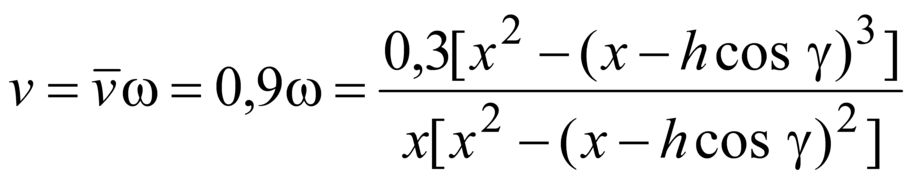 ν = ν̅ω = 0,9ω = 0,3[x² − (x − h cos γ)³] / x[x² − (x − h cos γ)²]